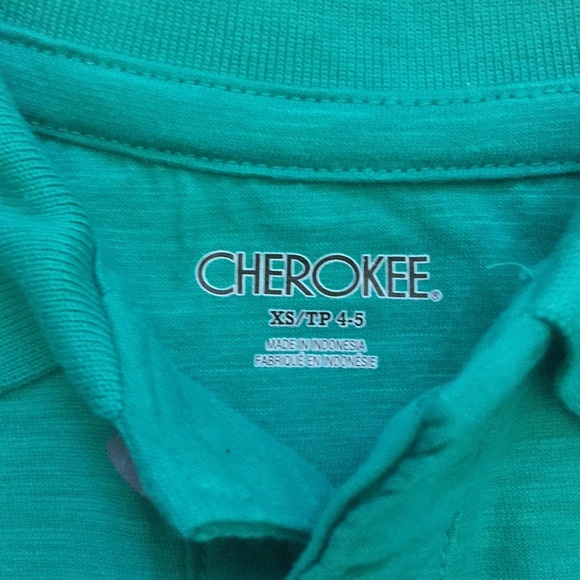 CHEROKEE®
XS/TP 4-5
MADE IN INDONESIA
FABRIQUÉ EN INDONÉSIE